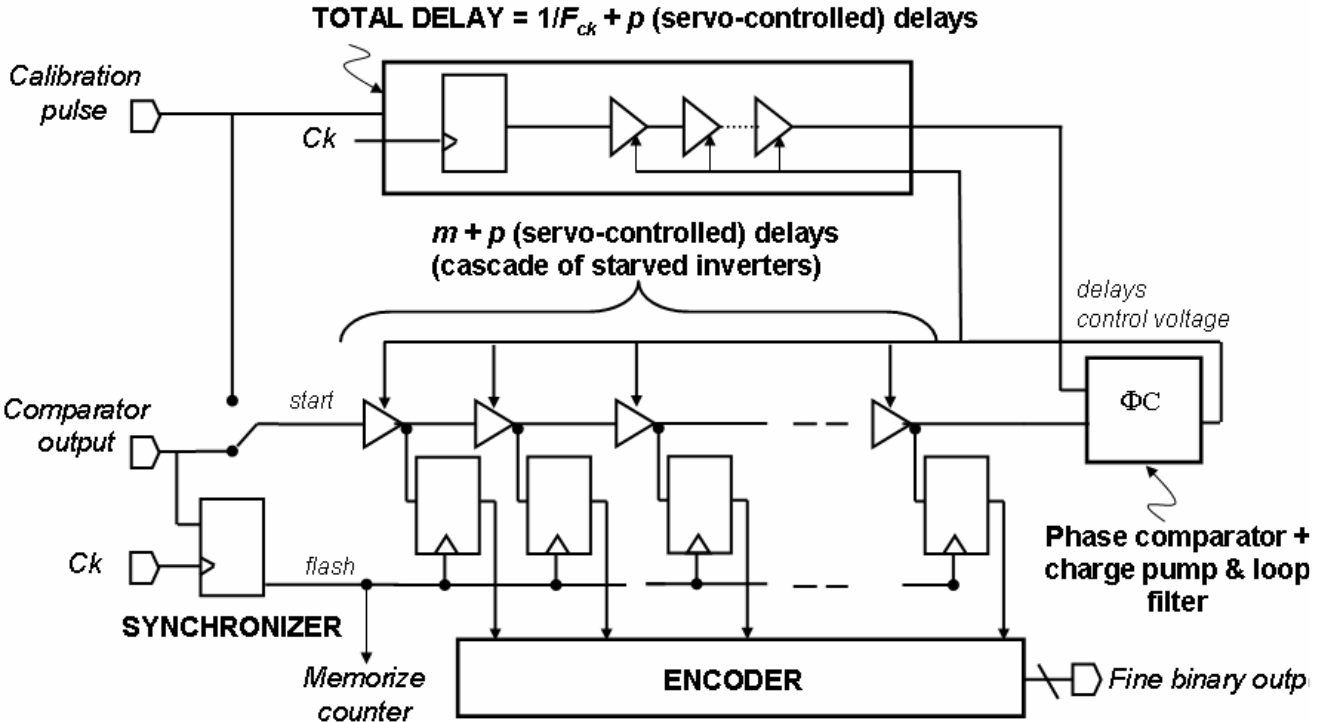 TOTAL DELAY = 1/Fck + p (servo-controlled) delays
Calibration
pulse
Ck
m + p (servo-controlled) delays
(cascade of starved inverters)
delays
control voltage
Comparator
output
start
ΦC
Ck
flash
SYNCHRONIZER
Phase comparator +
charge pump & loop
filter
Memorize
counter
ENCODER
Fine binary outp